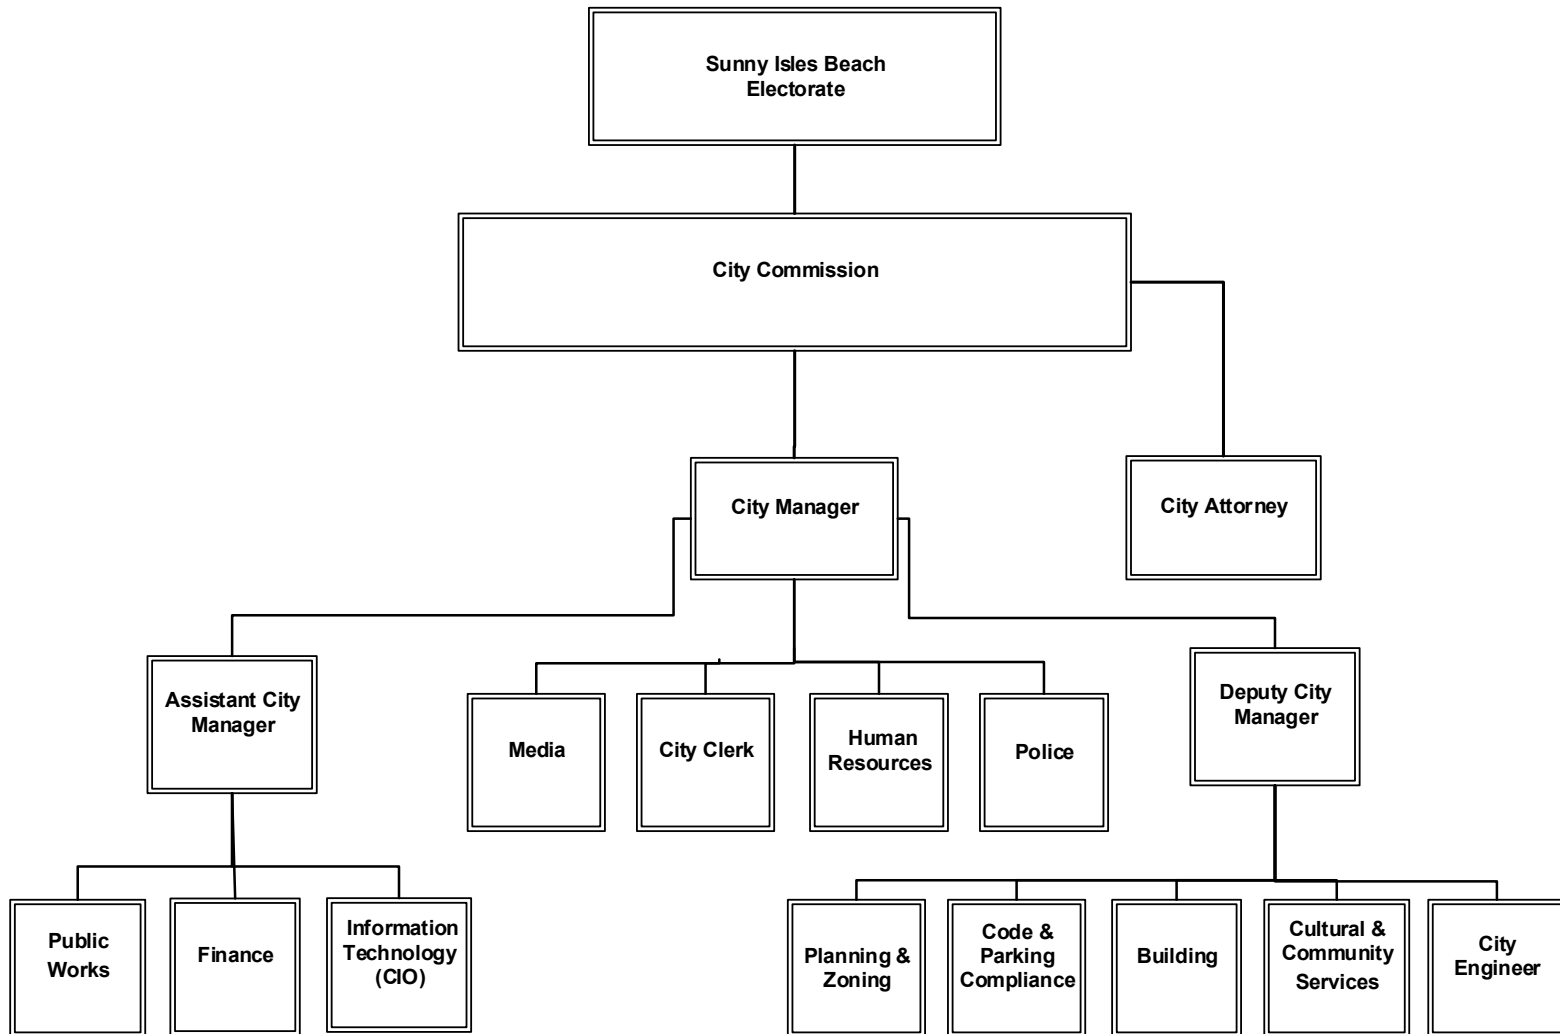 Sunny Isles Beach
Electorate
City Commission
City Manager
City Attorney
Assistant City
Manager
Media
City Clerk
Human
Resources
Police
Deputy City
Manager
Public
Works
Finance
Information
Technology
(CIO)
Planning &
Zoning
Code &
Parking
Compliance
Building
Cultural &
Community
Services
City
Engineer